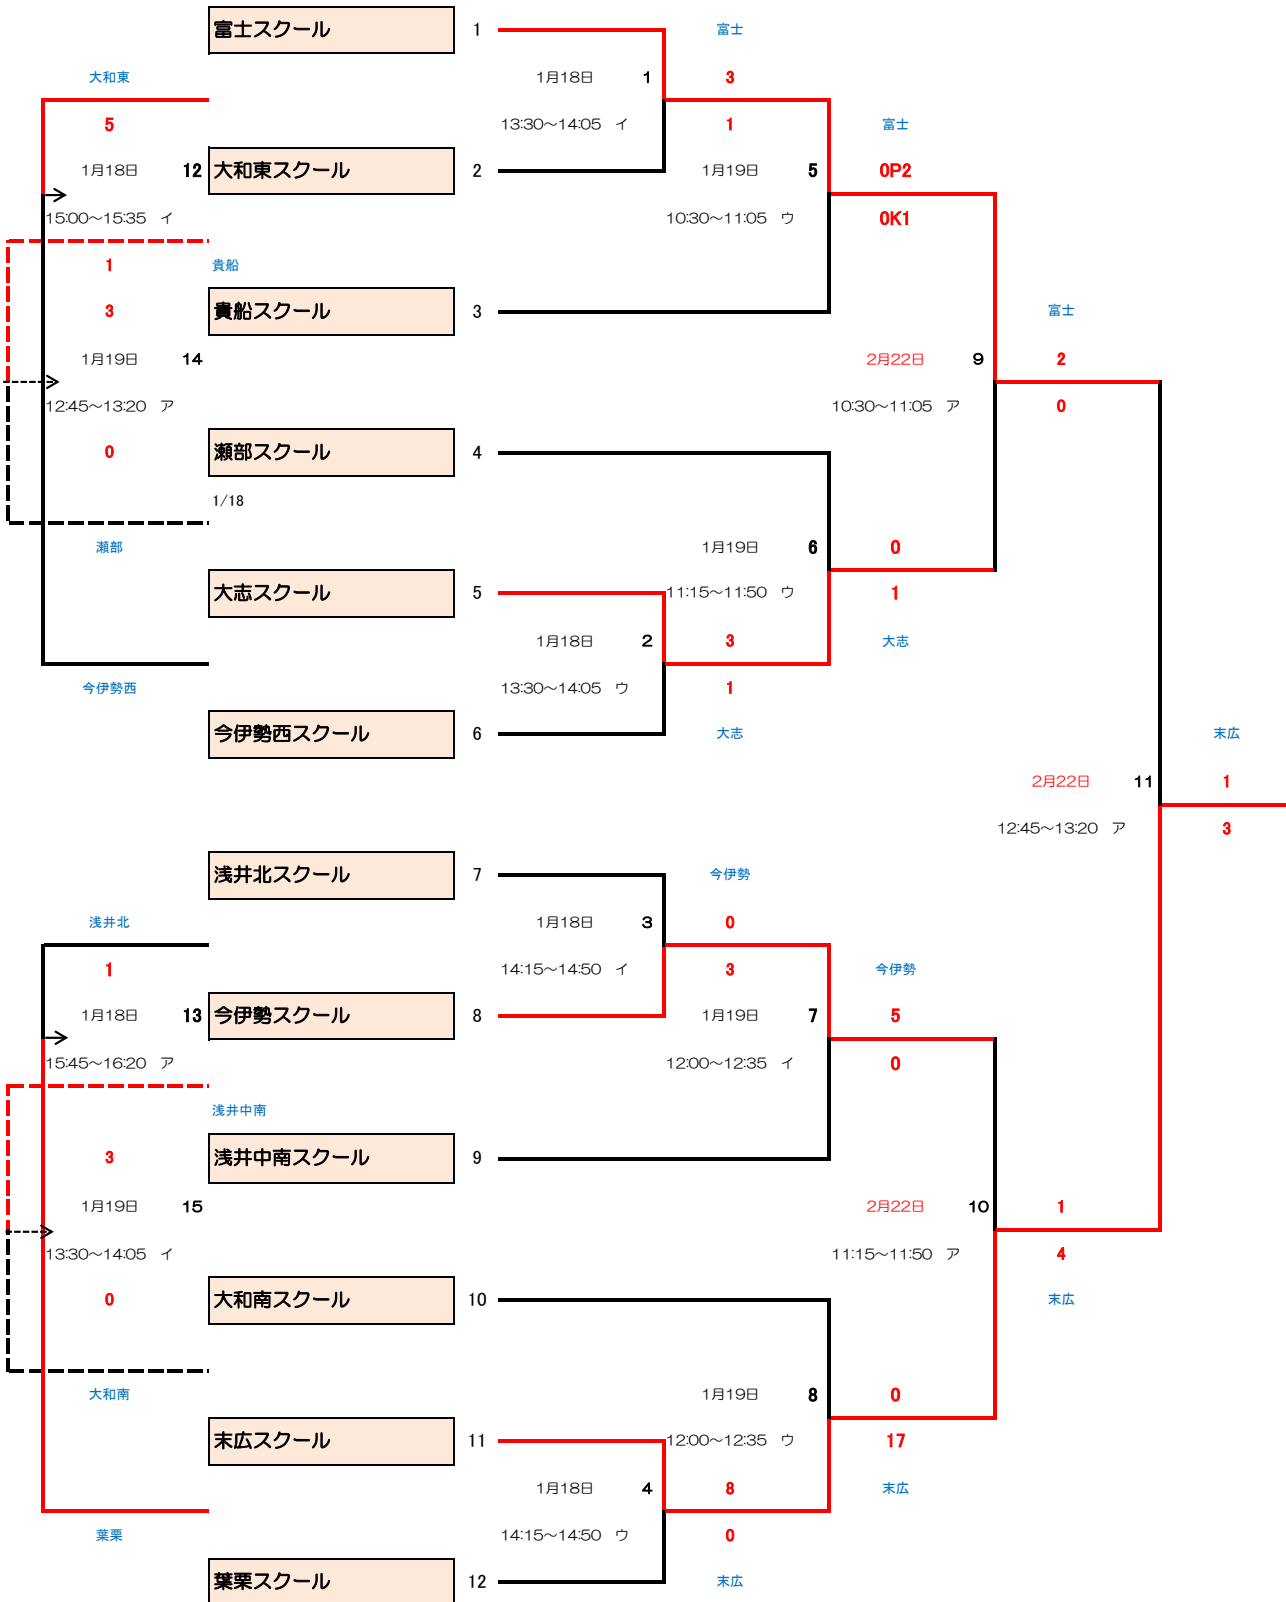 富士スクール 1 富士
大和東 1月18日 1 3
5 13:30～14:05 イ 1 富士
1月18日 12 大和東スクール 2 1月19日 5 0P2
15:00～15:35 イ 10:30～11:05 ウ 0K1
1 貴船
3 貴船スクール 3 富士
1月19日 14 2月22日 9 2
12:45～13:20 ア 10:30～11:05 ア 0
0 瀬部スクール 4
1/18
瀬部 1月19日 6 0
大志スクール 5 11:15～11:50 ウ 1
1月18日 2 3 大志
今伊勢西 13:30～14:05 ウ 1
今伊勢西スクール 6 大志 末広
2月22日 11 1
12:45～13:20 ア 3
浅井北スクール 7 今伊勢
浅井北 1月18日 3 0
1 14:15～14:50 イ 3 今伊勢
1月18日 13 今伊勢スクール 8 1月19日 7 5
15:45～16:20 ア 12:00～12:35 イ 0
浅井中南
3 浅井中南スクール 9
1月19日 15 2月22日 10 1
13:30～14:05 イ 11:15～11:50 ア 4
0 大和南スクール 10 末広
大和南 1月19日 8 0
末広スクール 11 12:00～12:35 ウ 17
1月18日 4 8 末広
葉栗 14:15～14:50 ウ 0
葉栗スクール 12 末広